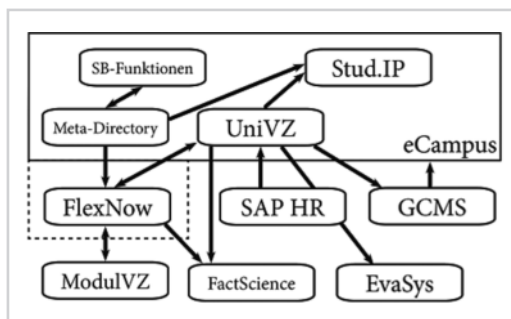 SB-Funktionen
Stud.IP
Meta-Directory
UniVZ
eCampus
FlexNow
SAP HR
GCMS
ModulVZ
FactScience
EvaSys